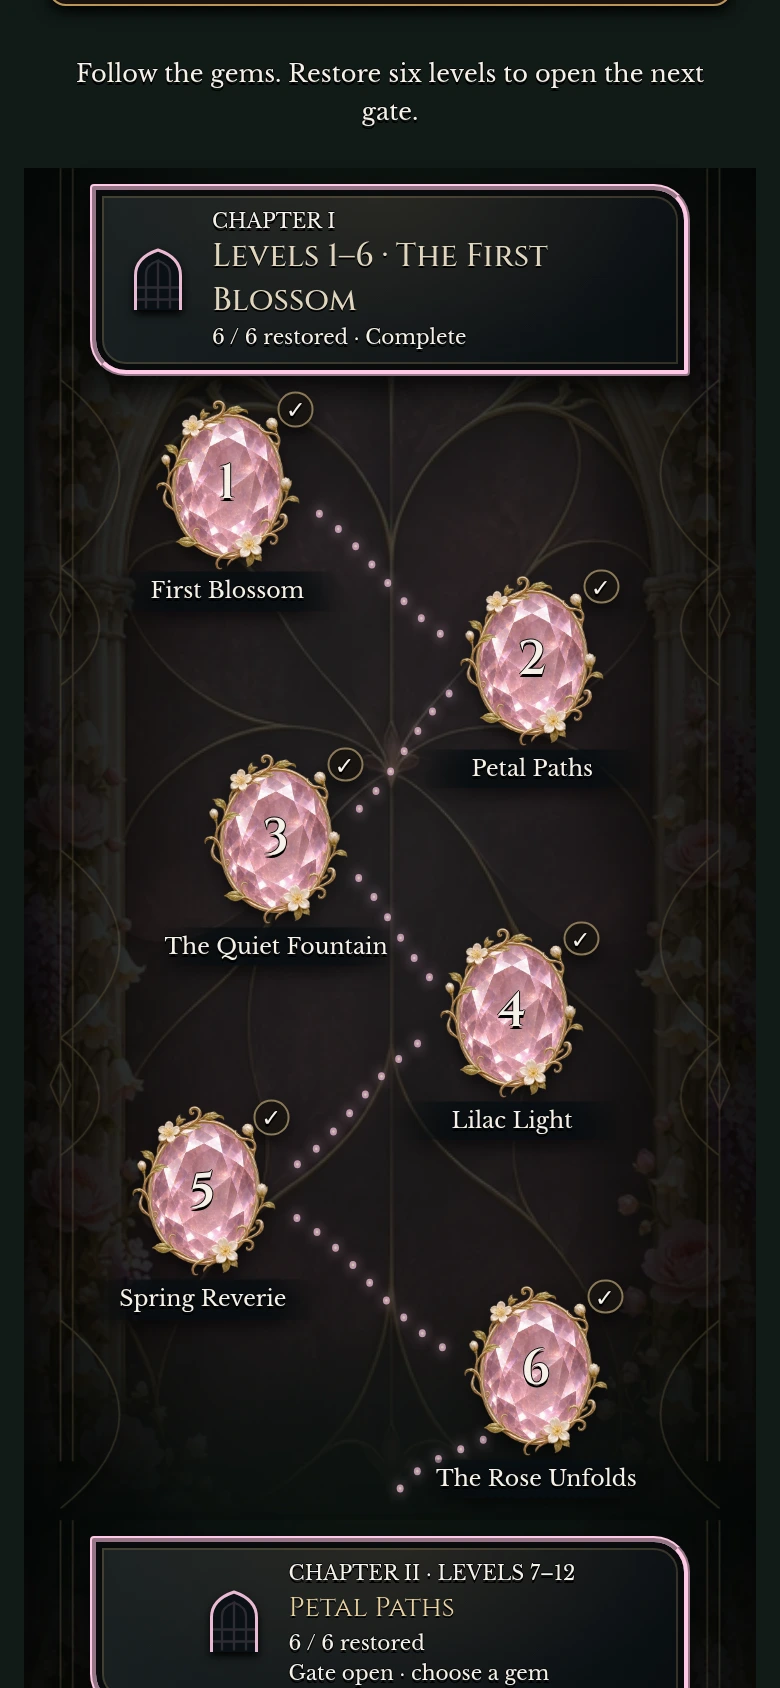 Follow the gems. Restore six levels to open the next
gate.
CHAPTER I
Levels 1–6 · The First
Blossom
6 / 6 restored · Complete
✓
1
First Blossom
✓
2
Petal Paths
✓
3
The Quiet Fountain
✓
4
Lilac Light
✓
5
Spring Reverie
✓
6
The Rose Unfolds
CHAPTER II · LEVELS 7–12
Petal Paths
6 / 6 restored
Gate open · choose a gem